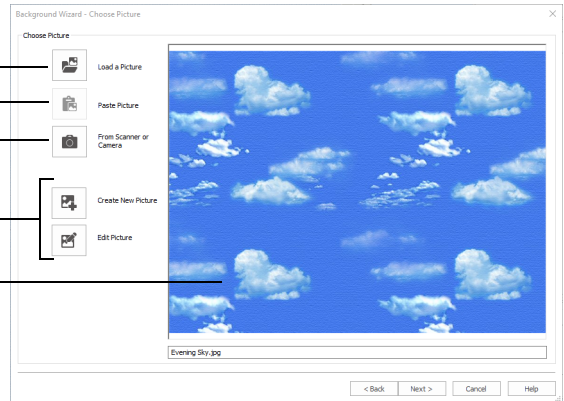 Background Wizard - Choose Picture
Choose Picture
Load a Picture
Paste Picture
From Scanner or
Camera
Create New Picture
Edit Picture
Evening Sky.jpg
< Back
Next >
Cancel
Help